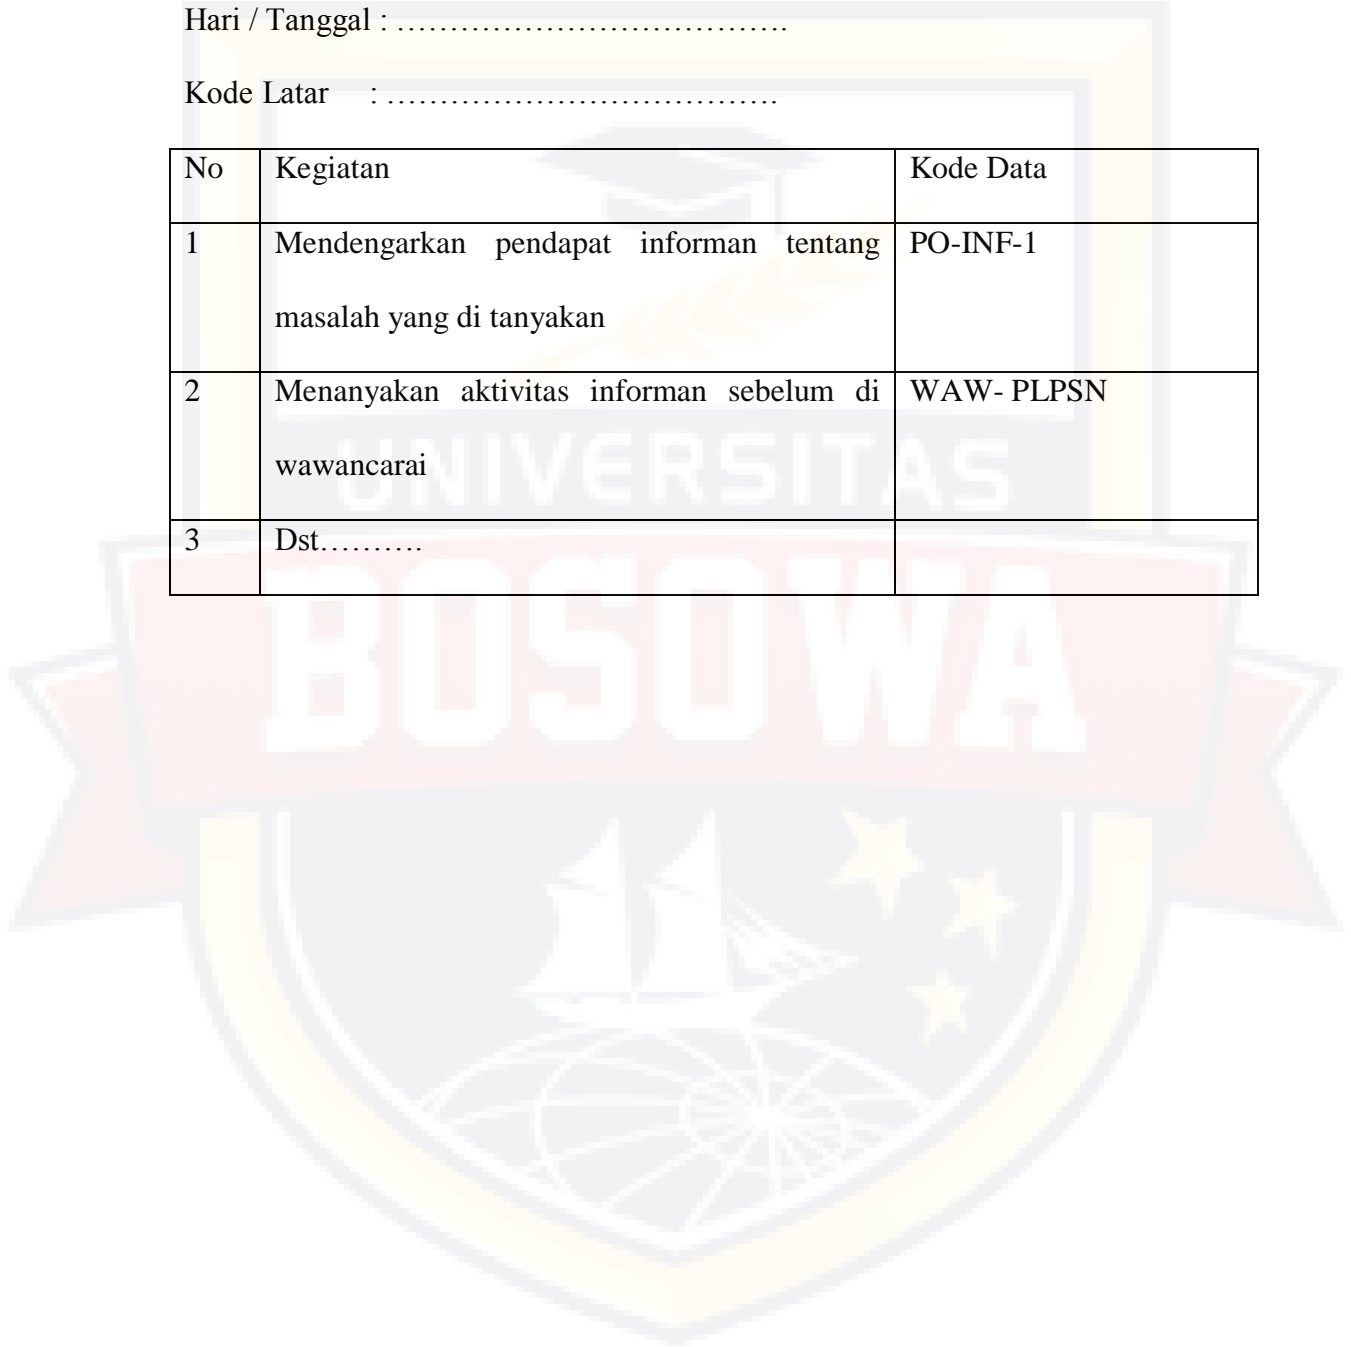 Hari / Tanggal : ……………………………….
Kode Latar : ……………………………….
No Kegiatan Kode Data
1 Mendengarkan pendapat informan tentang PO-INF-1
masalah yang di tanyakan
2 Menanyakan aktivitas informan sebelum di WAW- PLPSN
wawancarai
3 Dst……….
UNIVERSITAS
BOSOWA